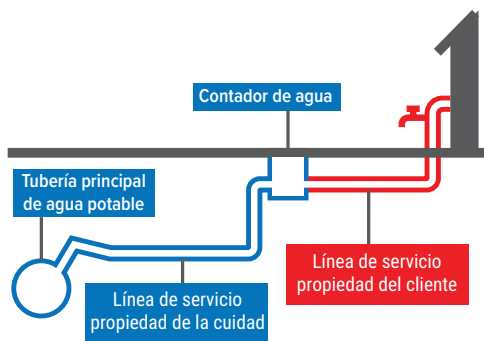 Contador de agua
Tubería principal
de agua potable
Línea de servicio
propiedad del cliente
Línea de servicio
propiedad de la cuidad